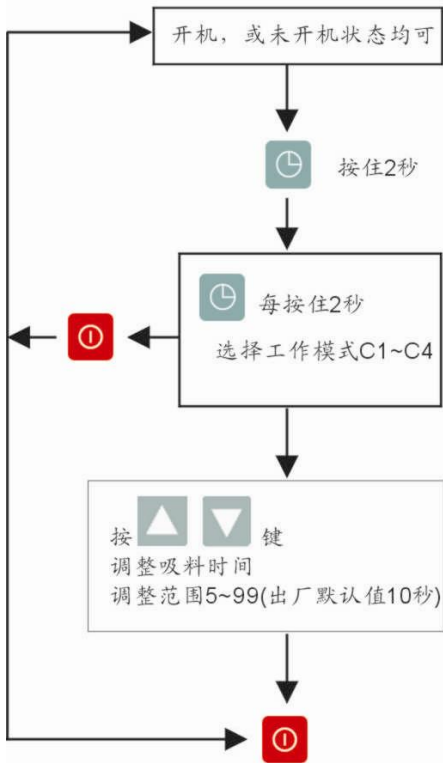 开机，或未开机状态均可
按住2秒
每按住2秒
选择工作模式C1~C4
按 键
调整吸料时间
调整范围5~99(出厂默认值10秒)